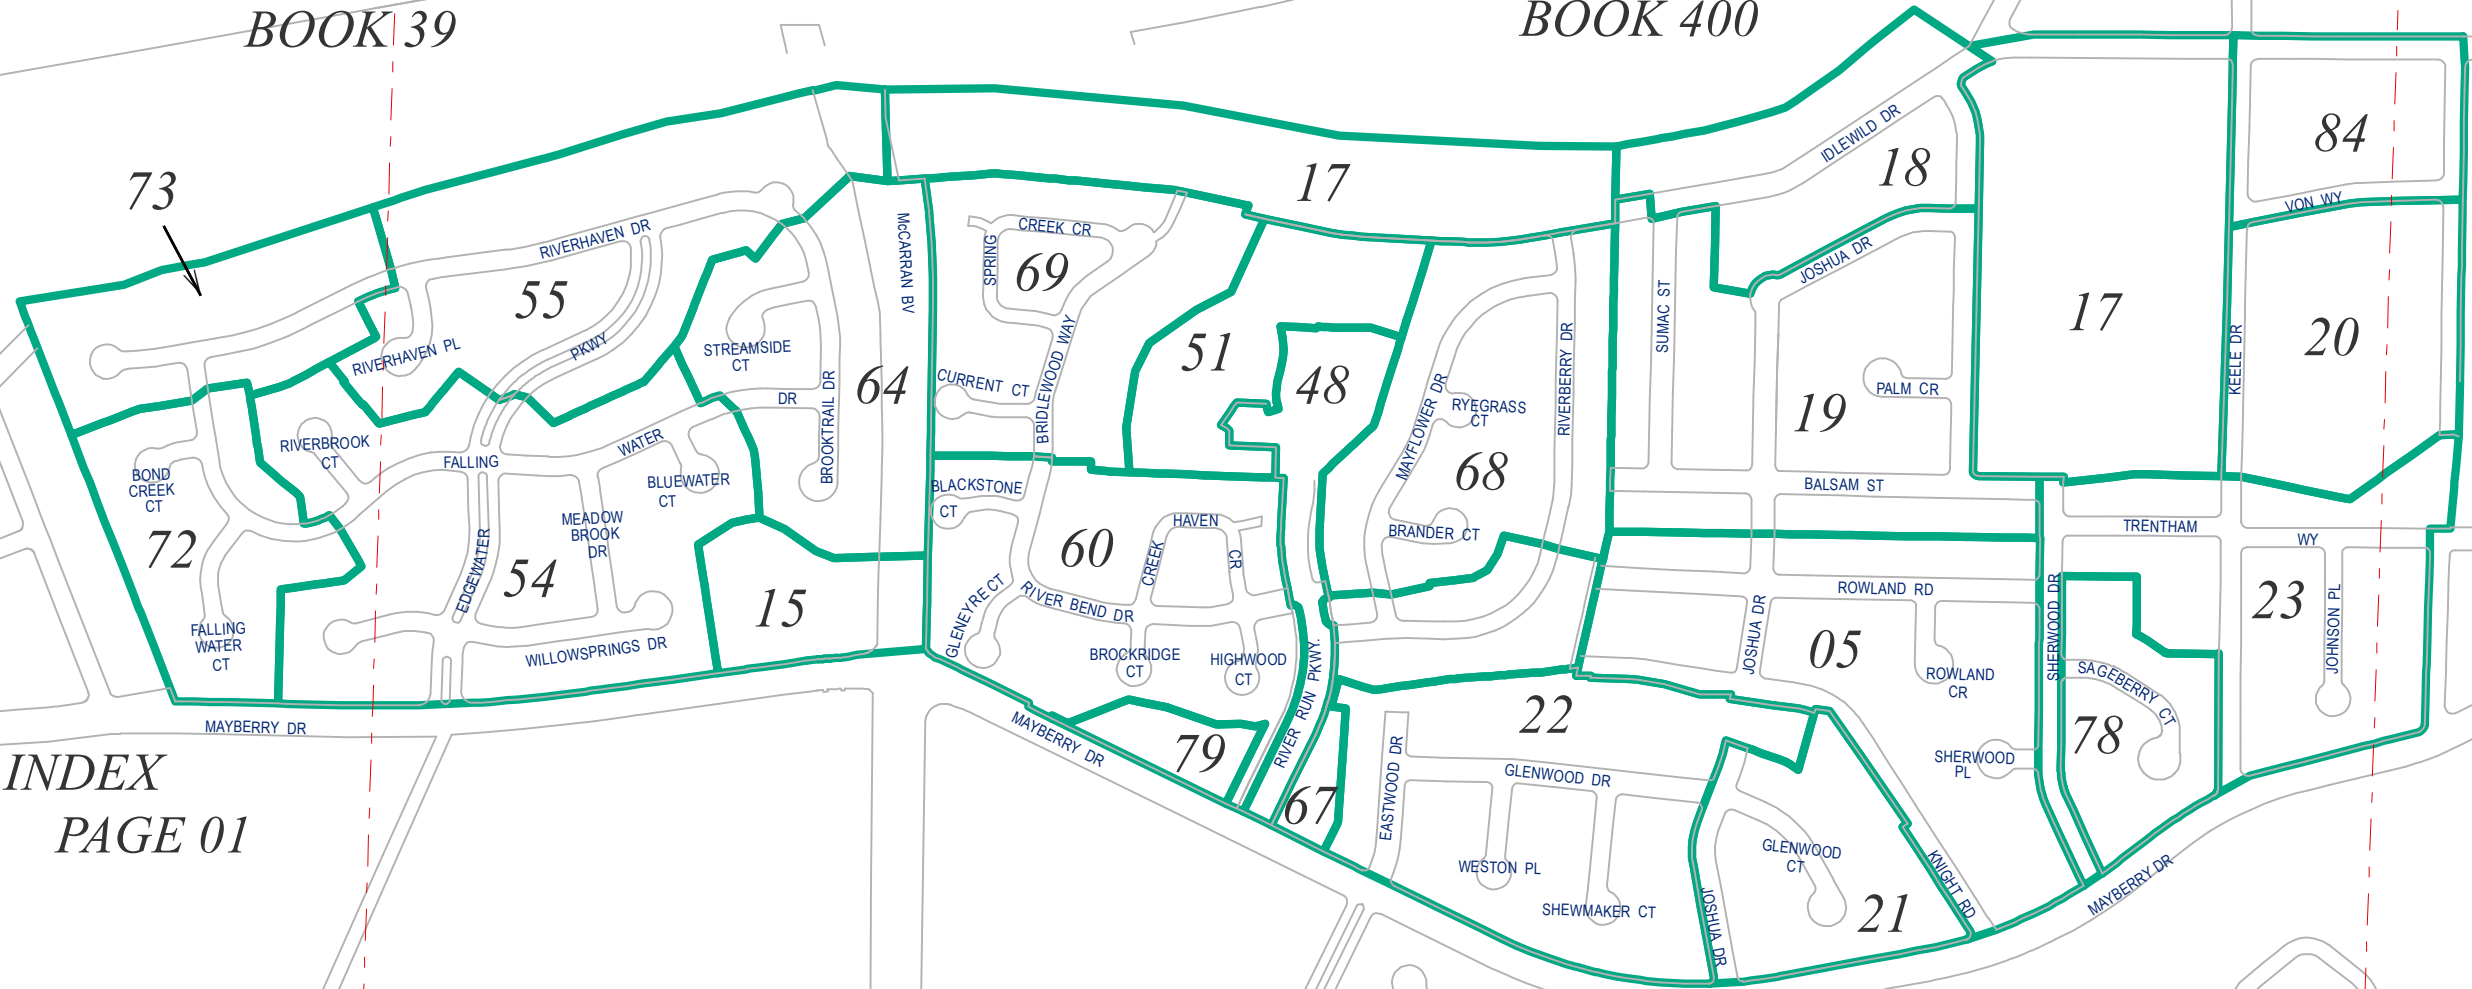 BOOK 39
BOOK 400
73
17
18
84
IDLEWILD DR
VON WY
RIVERHAVEN DR
McCARRAN BV
CREEK CR
SPRING
69
55
JOSHUA DR
SUMAC ST
17
20
KEELE DR
RIVERHAVEN PL
PKWY
STREAMSIDE
CT
51
48
64
CURRENT CT
BRIDLEWOOD WAY
DR
BROOKTRAIL DR
MAYFLOWER DR
RYEGRASS
CT
RIVERBERRY DR
PALM CR
19
RIVERBROOK
CT
WATER
FALLING
BOND
CREEK
CT
BLUEWATER
CT
BLACKSTONE
CT
68
BALSAM ST
TRENTHAM
WY
MEADOW
BROOK
DR
HAVEN
CREEK
CR
BRANDER CT
72
54
EDGEWATER
60
15
ROWLAND RD
SHERWOOD DR
23
JOHNSON PL
GLENEYRE CT
RIVER BEND DR
JOSHUA DR
05
FALLING
WATER
CT
WILLOWSPRINGS DR
BROCKRIDGE
CT
HIGHWOOD
CT
RIVER RUN PKWY.
ROWLAND
CR
SAGEBERRY CT
78
22
MAYBERRY DR
MAYBERRY DR
79
67
EASTWOOD DR
GLENWOOD DR
SHERWOOD
PL
INDEX
PAGE 01
WESTON PL
SHEWMAKER CT
GLENWOOD
CT
KNIGHT RD
MAYBERRY DR
JOSHUA DR
21